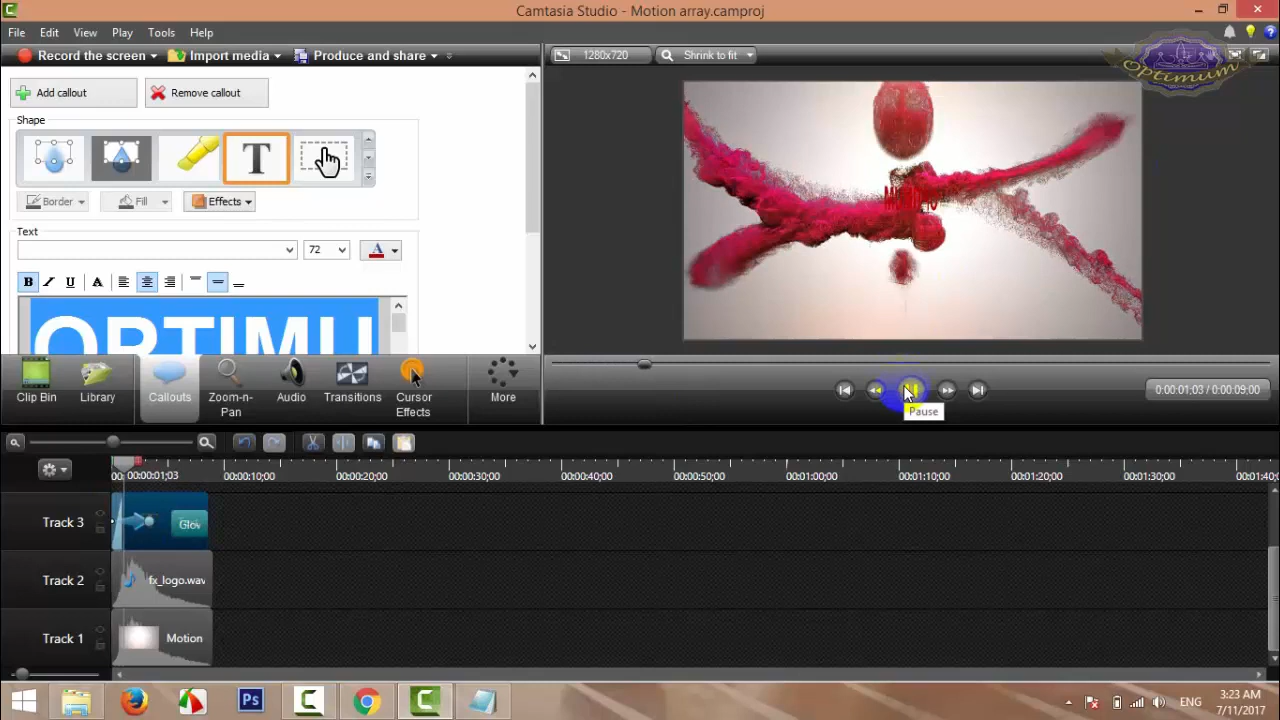 Camtasia Studio - Motion array.camproj
File Edit View Play Tools Help
Record the screen Import media Produce and share
1280x720 Shrink to fit
Optimum
Add callout Remove callout
Shape
T
Border Fill Effects
Text
72 A
B I U A
OPTIMU
Clip Bin Library Callouts Zoom-n-Pan Audio Transitions Cursor Effects More
0:00:01;03 / 0:00:09;00
Pause
00:00:01;03 00:00:10;00 00:00:20;00 00:00:30;00 00:00:40;00 00:00:50;00 00:01:00;00 00:01:10;00 00:01:20;00 00:01:30;00 00:01:40;0
Track 3 Glow
Track 2 fx_logo.wav
Track 1 Motion
Ps ENG 3:23 AM
7/11/2017